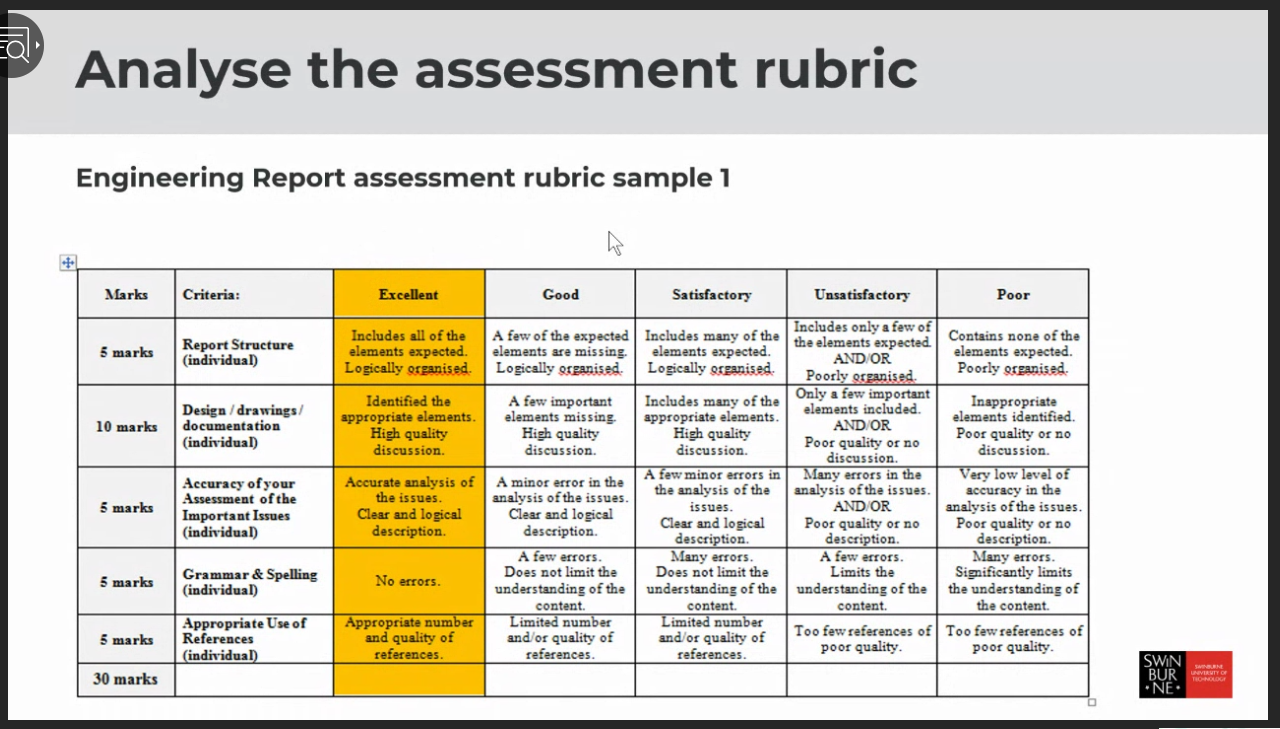 Analyse the assessment rubric
Engineering Report assessment rubric sample 1
Marks
Criteria:
Excellent
Good
Satisfactory
Unsatisfactory
Poor
5 marks
Report Structure
(individual)
Includes all of the
elements expected.
Logically organised.
A few of the expected
elements are missing.
Logically organised.
Includes many of the
elements expected.
Logically organised.
Includes only a few of
the elements expected.
AND/OR
Poorly organised.
Contains none of the
elements expected.
Poorly organised.
10 marks
Design / drawings /
documentation
(individual)
Identified the
appropriate elements.
High quality
discussion.
A few important
elements missing.
High quality
discussion.
Includes many of the
appropriate elements.
High quality
discussion.
Only a few important
elements included.
AND/OR
Poor quality or no
discussion.
Inappropriate
elements identified.
Poor quality or no
discussion.
5 marks
Accuracy of your
Assessment of the
Important Issues
(individual)
Accurate analysis of
the issues.
Clear and logical
description.
A minor error in the
analysis of the issues.
Clear and logical
description.
A few minor errors in
the analysis of the
issues.
Clear and logical
description.
Many errors in the
analysis of the issues.
AND/OR
Poor quality or no
description.
Very low level of
accuracy in the
analysis of the issues.
Poor quality or no
description.
5 marks
Grammar & Spelling
(individual)
No errors.
A few errors.
Does not limit the
understanding of the
content.
Many errors.
Does not limit the
understanding of the
content.
A few errors.
Limits the
understanding of the
content.
Many errors.
Significantly limits
the understanding of
the content.
5 marks
Appropriate Use of
References
(individual)
Appropriate number
and quality of
references.
Limited number
and/or quality of
references.
Limited number
and/or quality of
references.
Too few references of
poor quality.
Too few references of
poor quality.
30 marks
SWIN
BUR
NE
SWINBURNE
UNIVERSITY OF
TECHNOLOGY